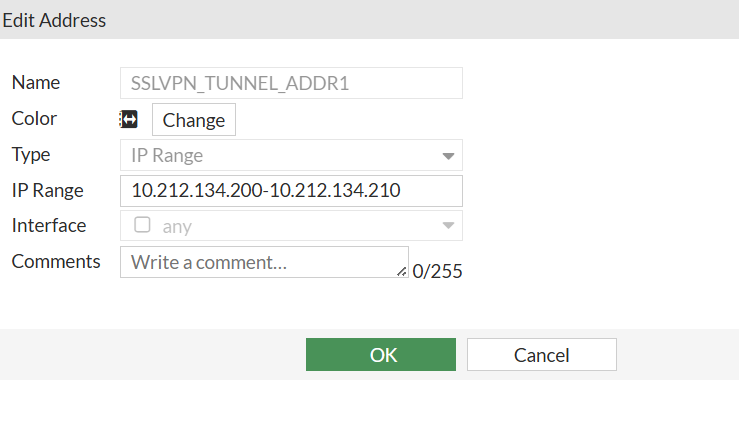 Edit Address
Name SSLVPN_TUNNEL_ADDR1
Color Change
Type IP Range
IP Range 10.212.134.200-10.212.134.210
Interface any
Comments Write a comment... 0/255
OK Cancel